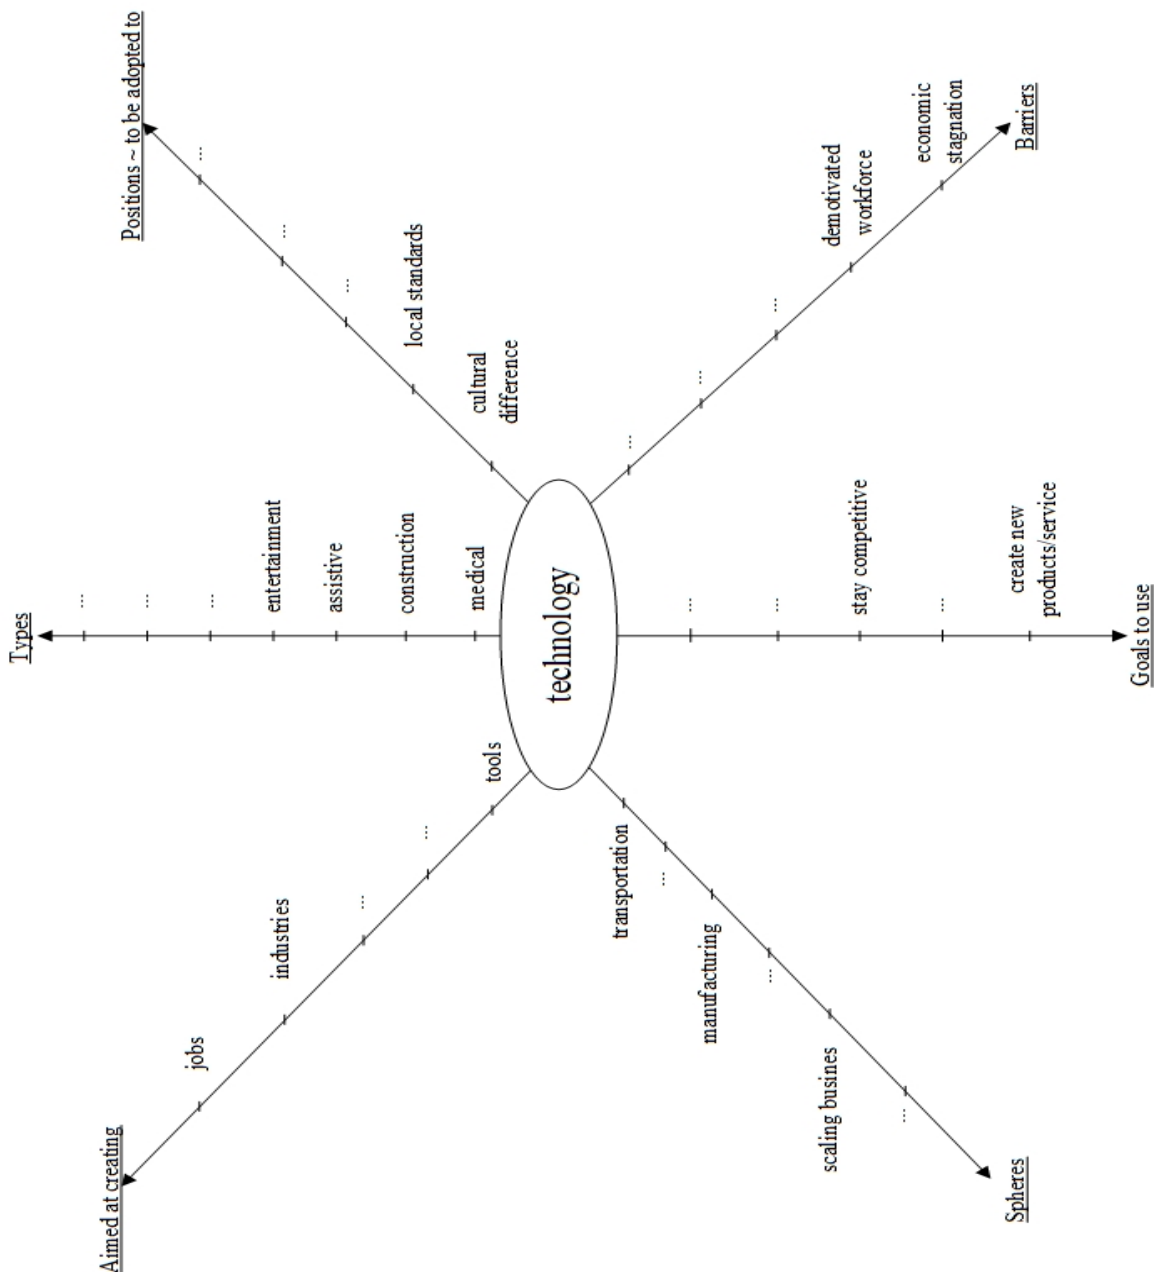 Aimed at creating
jobs
industries
...
...
tools
Types
...
...
...
entertainment
assistive
construction
medical
Positions ~ to be adopted to
...
...
...
local standards
cultural
difference
technology
transportation
...
manufacturing
...
scaling busines
...
Spheres
...
...
stay competitive
...
create new
products/service
Goals to use
...
...
...
demotivated
workforce
economic
stagnation
Barriers